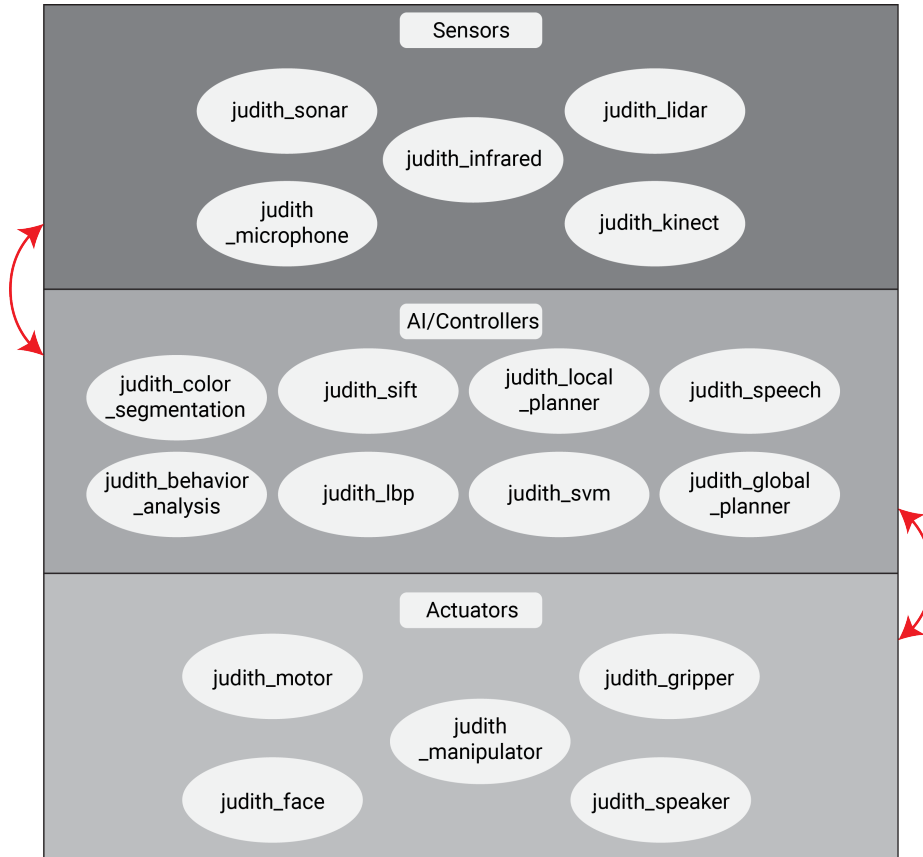 Sensors
judith_sonar
judith_infrared
judith_lidar
judith
_microphone
judith_kinect
AI/Controllers
judith_color
_segmentation
judith_sift
judith_local
_planner
judith_speech
judith_behavior
_analysis
judith_lbp
judith_svm
judith_global
_planner
Actuators
judith_motor
judith
_manipulator
judith_gripper
judith_face
judith_speaker